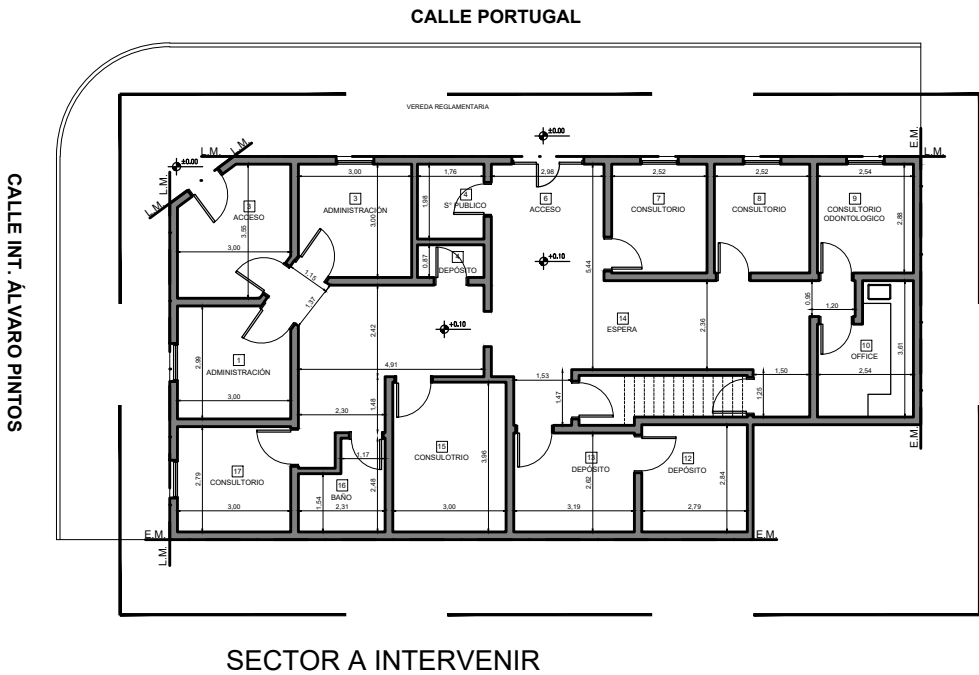 CALLE PORTUGAL
CALLE INT. ÁLVARO PINTOS
VEREDA REGLAMENTARIA
±0.00
±0.00
L.M.
L.M.
L.M.
L.M.
E.M.
L.M.
3
ACCESO
3,55
3,00
3,00
3
ADMINISTRACIÓN
3,00
1,76
4
S° PUBLICO
1,98
4
DEPÓSITO
0,87
2,98
6
ACCESO
+0.10
5,44
2,52
7
CONSULTORIO
2,52
8
CONSULTORIO
2,54
9
CONSULTORIO
ODONTOLOGICO
2,88
1,15
1,37
2,42
+0.10
4,91
14
ESPERA
2,36
0,95
1,20
10
OFFICE
3,61
2,54
2,99
1
ADMINISTRACIÓN
3,00
2,30
1,48
1,53
1,47
1,25
1,50
17
CONSULTORIO
2,79
3,00
1,17
2,48
16
BAÑO
1,54
2,31
15
CONSULOTRIO
3,96
3,00
13
DEPÓSITO
2,62
3,19
12
DEPÓSITO
2,84
2,79
E.M.
E.M.
L.M.
E.M.
SECTOR A INTERVENIR